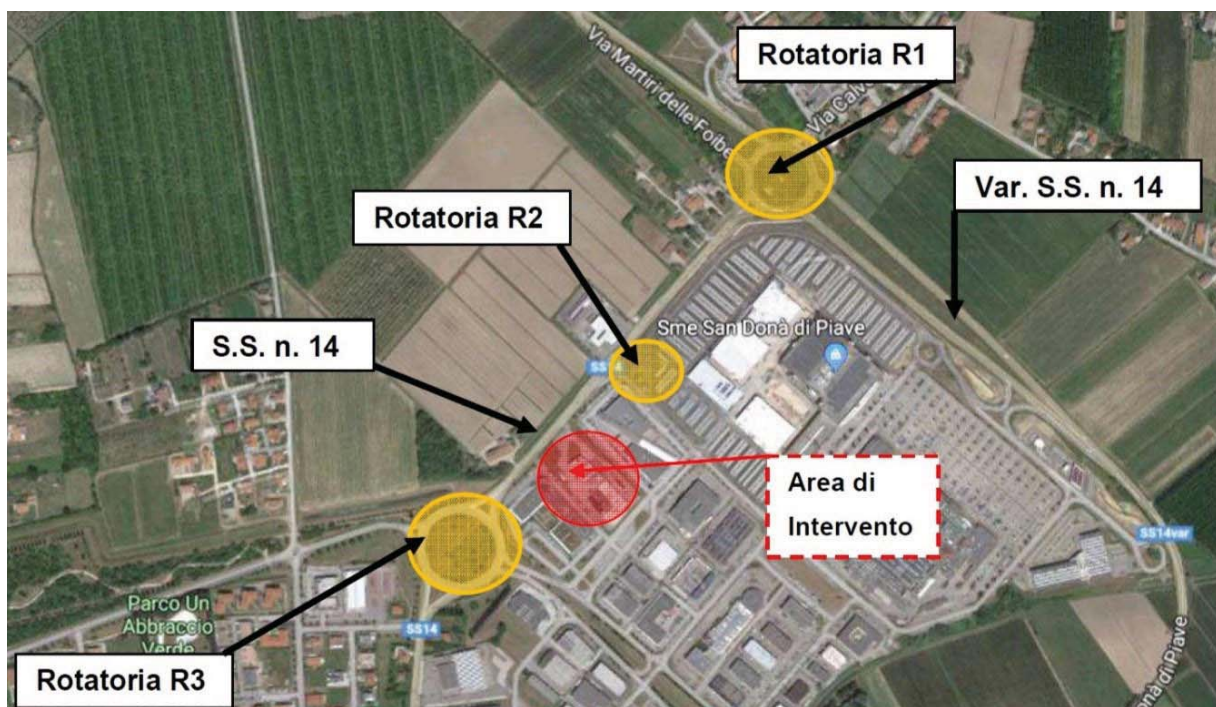 Rotatoria R1
Via Martiri delle Foibe
Via Calv
Var. S.S. n. 14
Rotatoria R2
Sme San Donà di Piave
S.S. n. 14
SS
Area di
Intervento
SS14var
Parco Un
Abbraccio
Verde
SS14
Rotatoria R3
onà di Piave